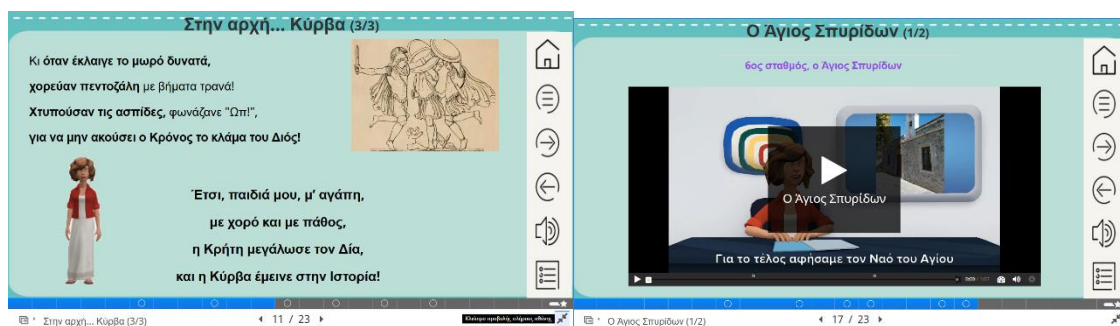 Στην αρχή... Κύρβα (3/3)
Κι όταν έκλαιγε το μωρό δυνατά,
χορεύαν πεντοζάλη με βήματα τρανά!
Χτυπούσαν τις ασπίδες, φωνάζανε "Ωπ!",
για να μην ακούσει ο Κρόνος το κλάμα του Διός!
Έτσι, παιδιά μου, μ' αγάπη,
με χορό και με πάθος,
η Κρήτη μεγάλωσε τον Δία,
και η Κύρβα έμεινε στην Ιστορία!
Στην αρχή... Κύρβα (3/3)
11 / 23
Κλείσιμο προβολής πλήρους οθόνης
Ο Άγιος Σπυρίδων (1/2)
6ος σταθμός, ο Άγιος Σπυρίδων
Ο Άγιος Σπυρίδων
Για το τέλος αφήσαμε τον Ναό του Αγίου
Ο Άγιος Σπυρίδων (1/2)
17 / 23